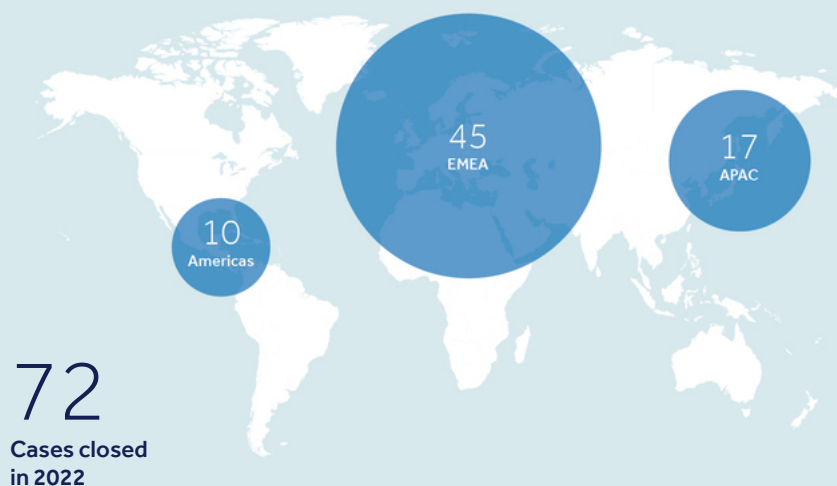 45
EMEA
17
APAC
10
Americas
72
Cases closed
in 2022